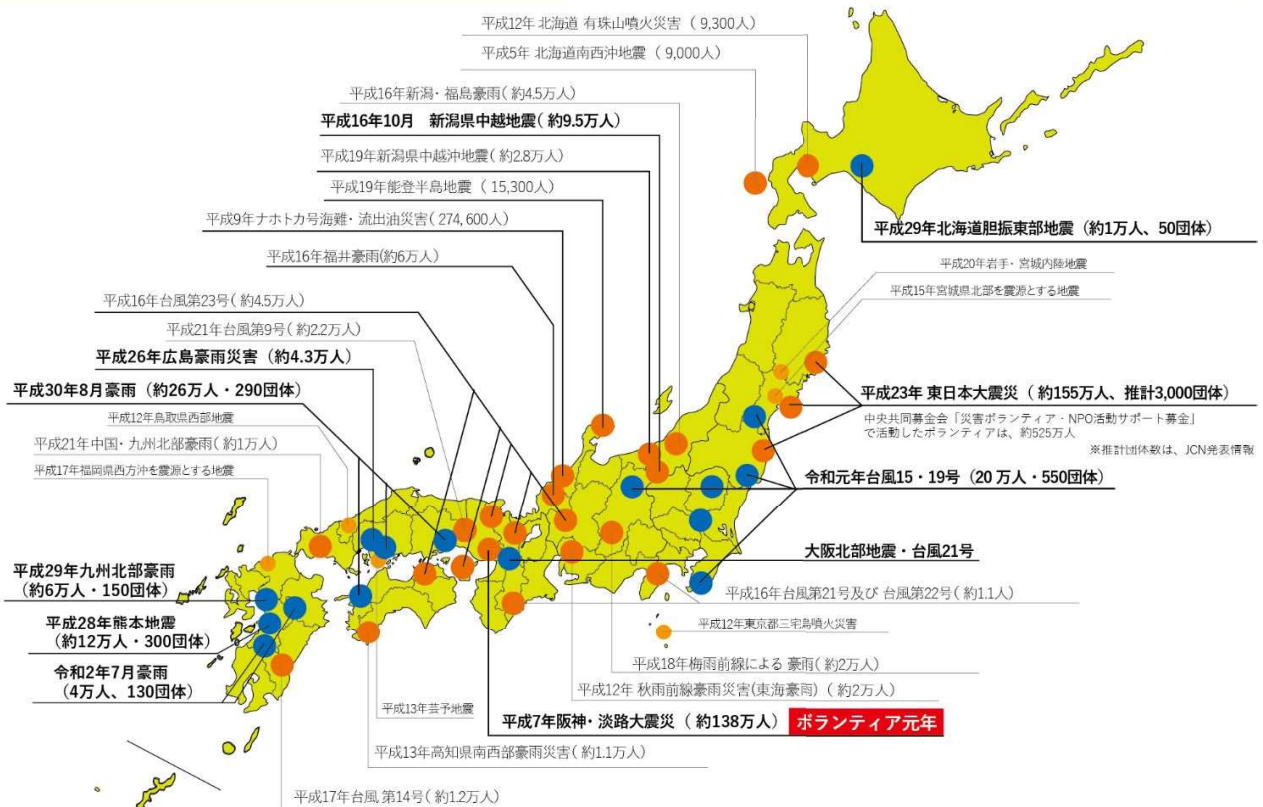 平成12年 北海道 有珠山噴火災害（ 9,300人）
平成5年 北海道南西沖地震（ 9,000人）
平成16年新潟・福島豪雨( 約4.5万人)
平成16年10月　新潟県中越地震( 約9.5万人）
平成19年新潟県中越沖地震( 約2.8万人）
平成19年能登半島地震（ 15,300人）
平成9年ナホトカ号海難・流出油災害( 274,600人）
平成16年福井豪雨(約6万人）
平成16年台風第23号( 約4.5万人）
平成21年台風第9号( 約2.2万人）
平成26年広島豪雨災害（約4.3万人）
平成30年8月豪雨（約26万人・290団体）
平成12年鳥取県西部地震
平成21年中国・九州北部豪雨（約1万人）
平成17年福岡県西方沖を震源とする地震
平成29年北海道胆振東部地震（約1万人、50団体）
平成20年岩手・宮城内陸地震
平成15年宮城県北部を震源とする地震
平成23年 東日本大震災（ 約155万人、推計3,000団体）
中央共同募金会「災害ボランティア・NPO活動サポート募金」
で活動したボランティアは、約525万人
※推計団体数は、JCN発表情報
令和元年台風15・19号（20 万人・550団体）
大阪北部地震・台風21号
平成29年九州北部豪雨
(約6万人・150団体）
平成28年熊本地震
(約12万人・300団体）
令和2年7月豪雨
(4万人、130団体）
平成16年台風第21号及び 台風第22号( 約1.1人）
平成12年東京都三宅島噴火災害
平成18年梅雨前線による 豪雨( 約2万人）
平成12年 秋雨前線豪雨災害(東海豪雨)（ 約2万人）
平成13年芸予地震
平成7年阪神・淡路大震災（ 約138万人）
ボランティア元年
平成13年高知県南西部豪雨災害( 約1.1万人）
平成17年台風 第14号( 約1.2万人）